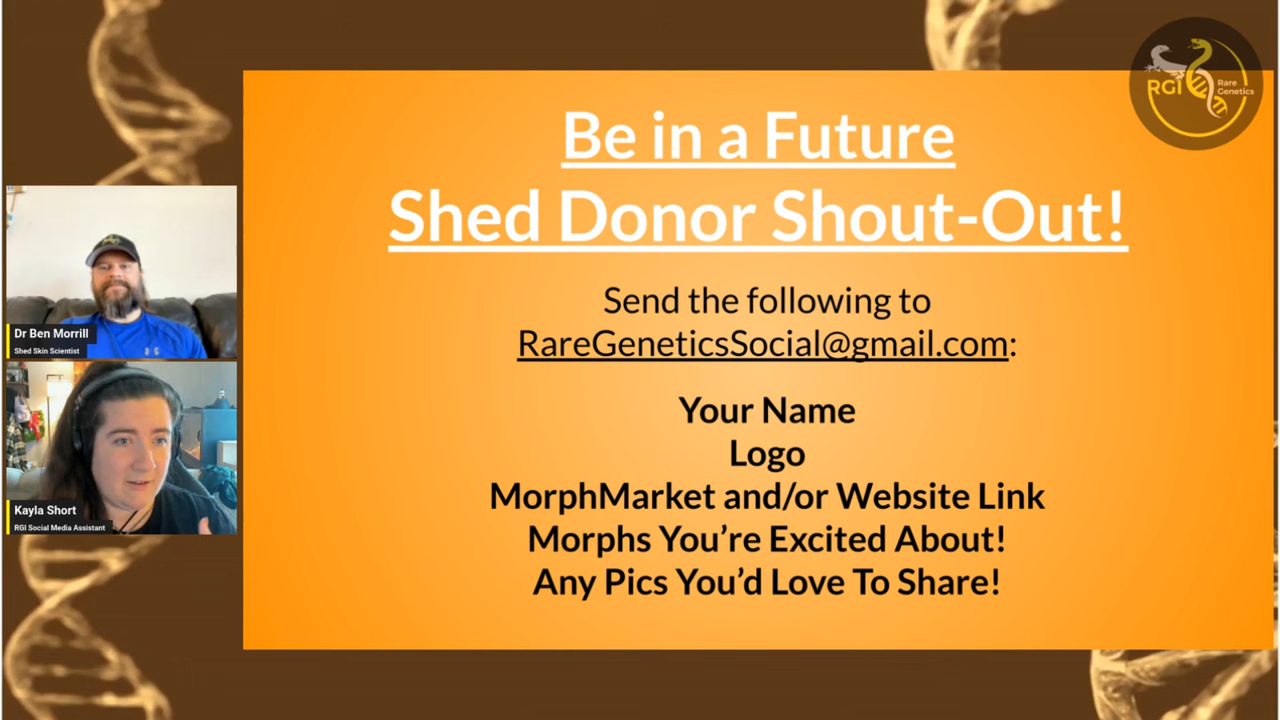 RGI
Rare
Genetics
Be in a Future
Shed Donor Shout-Out!
Send the following to
RareGeneticsSocial@gmail.com:
Your Name
Logo
MorphMarket and/or Website Link
Morphs You’re Excited About!
Any Pics You’d Love To Share!
Dr Ben Morrill
Shed Skin Scientist
Kayla Short
RGI Social Media Assistant